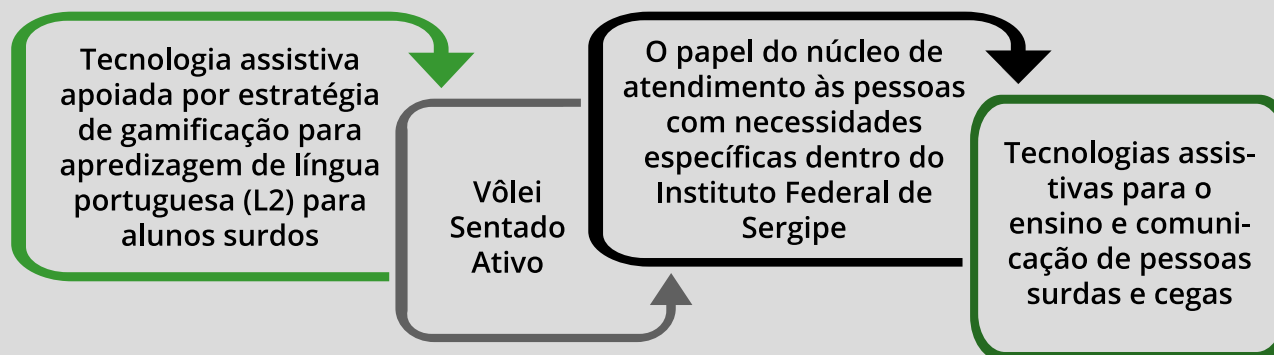 Tecnologia assistiva
apoiada por estratégia
de gamificação para
apredizagem de língua
portuguesa (L2) para
alunos surdos
Vôlei
Sentado
Ativo
O papel do núcleo de
atendimento às pessoas
com necessidades
específicas dentro do
Instituto Federal de
Sergipe
Tecnologias assis-
tivas para o
ensino e comuni-
cação de pessoas
surdas e cegas